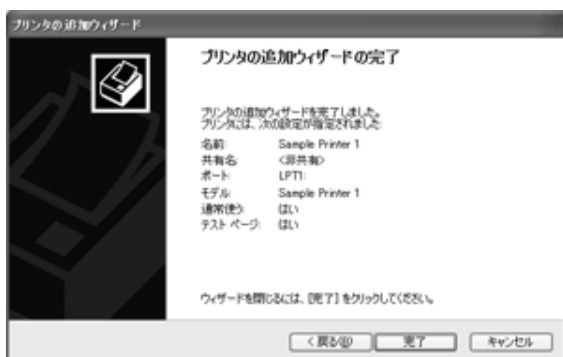 プリンタの追加ウィザード
プリンタの追加ウィザードの完了
プリンタの追加ウィザードを完了しました。
プリンタには、次の設定が指定されました:
名前: Sample Printer 1
共有名: <非共有>
ポート: LPT1:
モデル: Sample Printer 1
通常使う: はい
テスト ページ: はい
ウィザードを閉じるには、[完了] をクリックしてください。
< 戻る(B) 完了 キャンセル